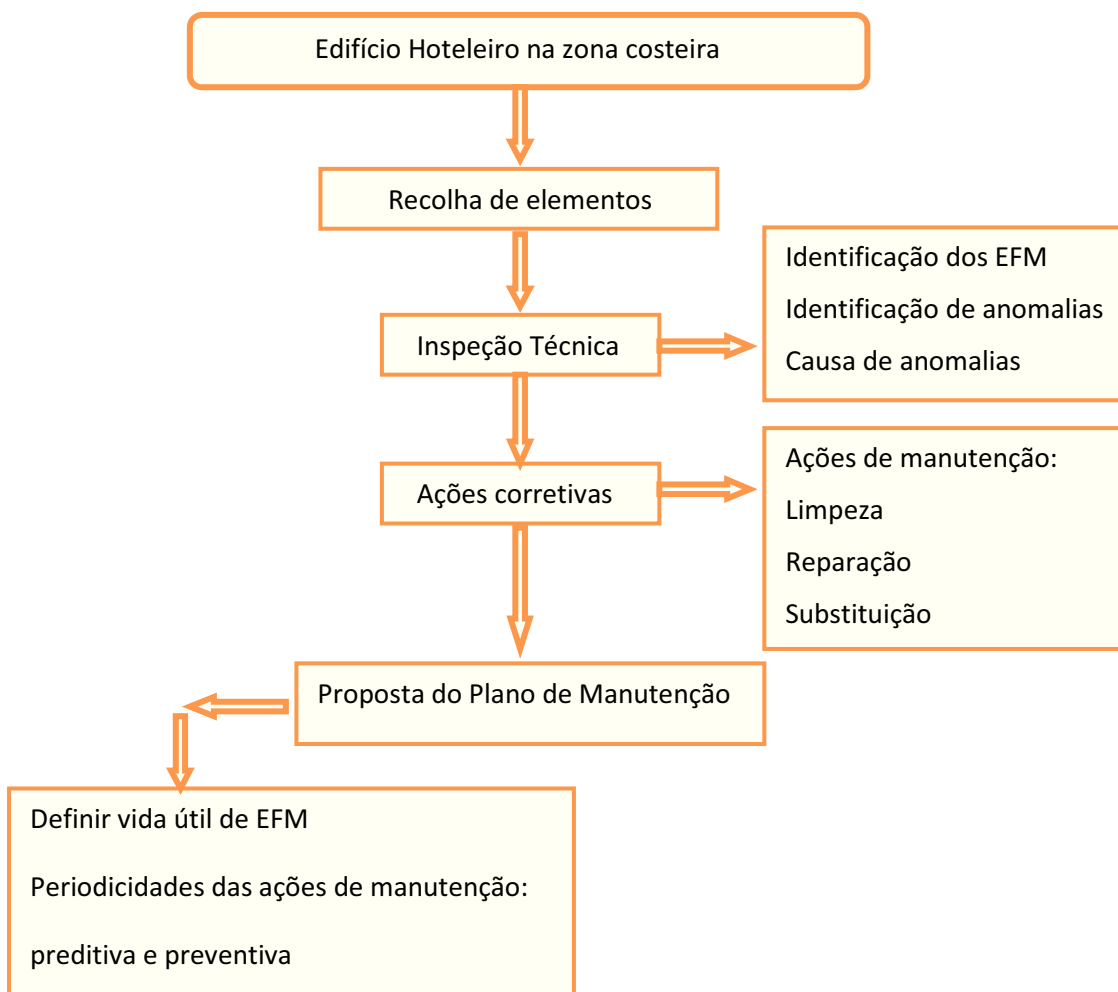 Edifício Hoteleiro na zona costeira
Recolha de elementos
Inspeção Técnica
Identificação dos EFM
Identificação de anomalias
Causa de anomalias
Ações corretivas
Ações de manutenção:
Limpeza
Reparação
Substituição
Proposta do Plano de Manutenção
Definir vida útil de EFM
Periodicidades das ações de manutenção:
preditiva e preventiva